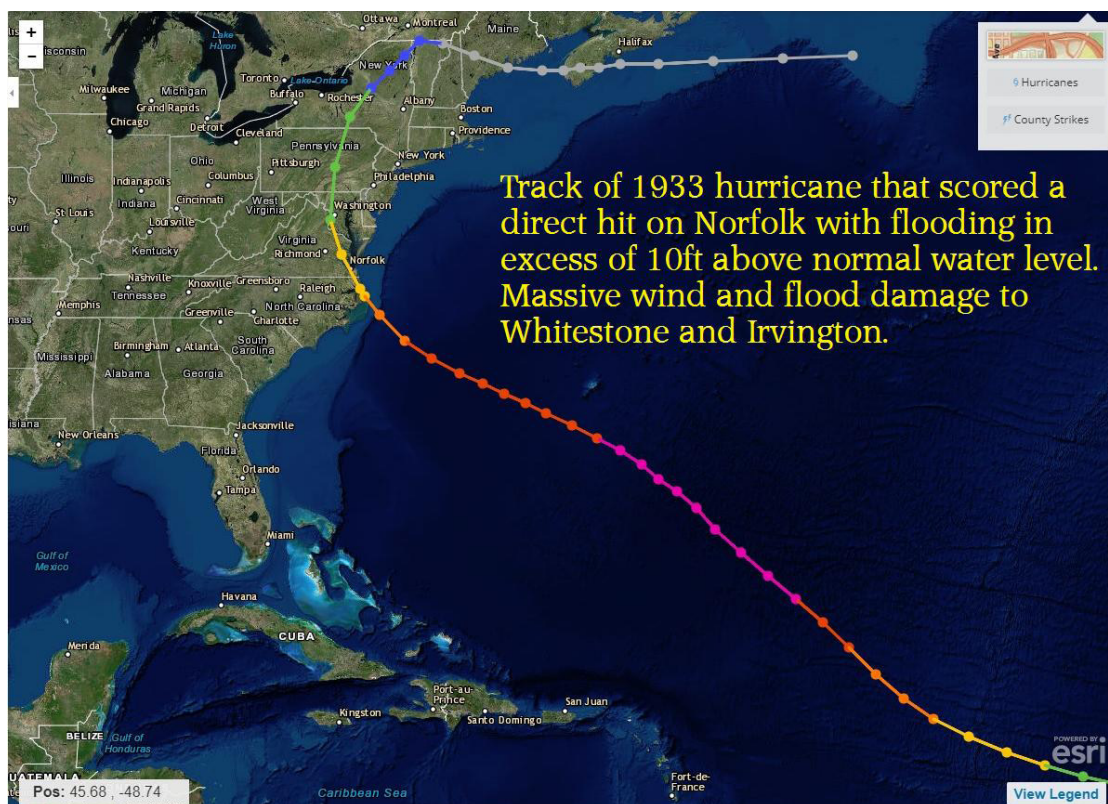 +
−
Ottawa
Montreal
Maine
Halifax
Lake
Huron
isconsin
Toronto
Lake Ontario
New York
Milwaukee
Michigan
Grand Rapids
Buffalo
Rochester
Albany
Boston
Chicago
Detroit
Cleveland
Providence
Pennsylvania
New York
Pittsburgh
Philadelphia
Ohio
Columbus
Illinois
Indianapolis
Indiana
Cincinnati
West
Virginia
Washington
St Louis
Louisville
Virginia
Richmond
Kentucky
Norfolk
Nashville
Tennessee
Knoxville
Greensboro
Raleigh
Memphis
Greenville
North Carolina
Charlotte
South
Carolina
Birmingham
Atlanta
Mississippi
Alabama
Georgia
Jacksonville
New Orleans
Florida
Orlando
Tampa
Miami
Gulf of
Mexico
Havana
CUBA
Merida
Port-au-
Prince
San Juan
Kingston
Santo Domingo
BELIZE
Gulf of
Honduras
UATEMALA
Caribbean Sea
Fort-de-
France
Track of 1933 hurricane that scored a
direct hit on Norfolk with flooding in
excess of 10ft above normal water level.
Massive wind and flood damage to
Whitestone and Irvington.
Ave
Hurricanes
County Strikes
POWERED BY
esri
Pos: 45.68 , -48.74
View Legend